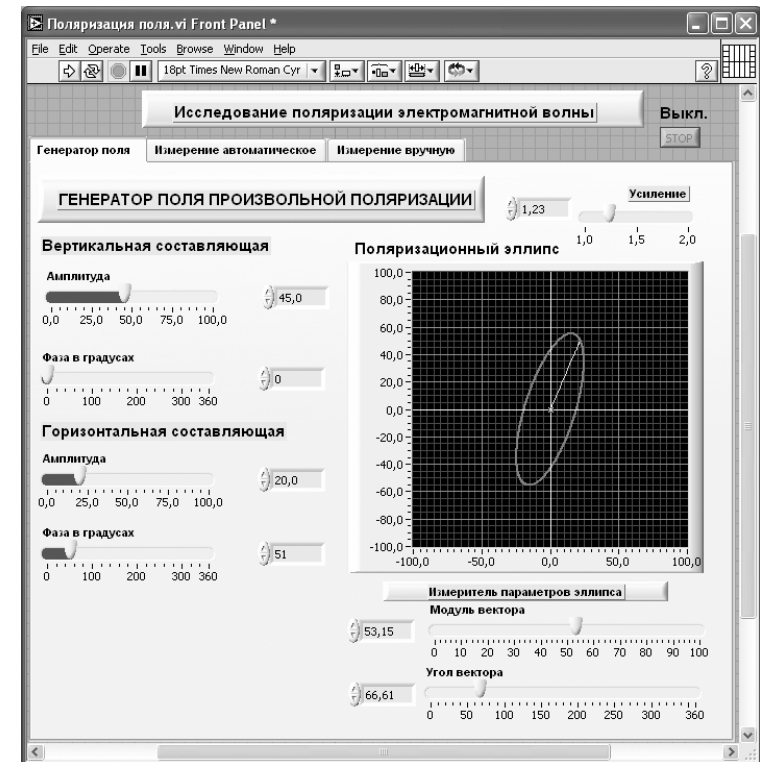 Поляризация поля.vi Front Panel *
File Edit Operate Tools Browse Window Help
18pt Times New Roman Cyr
Исследование поляризации электромагнитной волны
Выкл.
STOP
Генератор поля Измерение автоматическое Измерение вручную
ГЕНЕРАТОР ПОЛЯ ПРОИЗВОЛЬНОЙ ПОЛЯРИЗАЦИИ
1,23
Усиление
1,0 1,5 2,0
Вертикальная составляющая
Амплитуда
45,0
0,0 25,0 50,0 75,0 100,0
Фаза в градусах
0
0 100 200 300 360
Горизонтальная составляющая
Амплитуда
20,0
0,0 25,0 50,0 75,0 100,0
Фаза в градусах
51
0 100 200 300 360
Поляризационный эллипс
100,0
80,0
60,0
40,0
20,0
0,0
-20,0
-40,0
-60,0
-80,0
-100,0
-100,0 -50,0 0,0 50,0 100,0
Измеритель параметров эллипса
Модуль вектора
53,15
0 10 20 30 40 50 60 70 80 90 100
Угол вектора
66,61
0 50 100 150 200 250 300 360